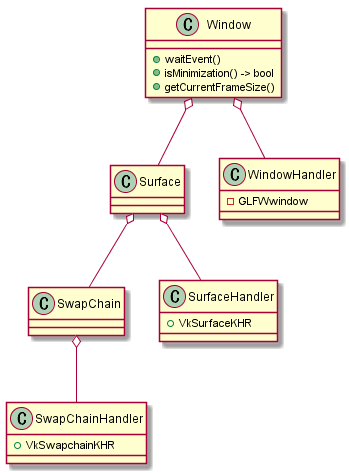 C Window
waitEvent()
isMinimization() -> bool
getCurrentFrameSize()
C Surface
C WindowHandler
GLFWwindow
C SwapChain
C SurfaceHandler
VkSurfaceKHR
C SwapChainHandler
VkSwapchainKHR